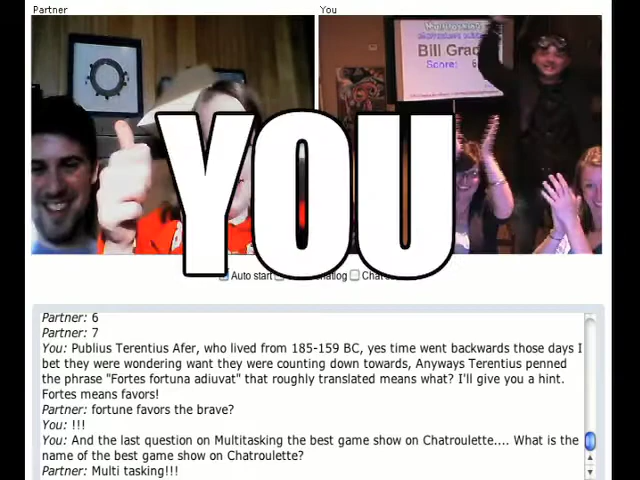 Partner
You
Bill Grad
Score: 6
YOU
Auto start
Chat
Partner: 6
Partner: 7
You: Publius Terentius Afer, who lived from 185-159 BC, yes time went backwards those days I
bet they were wondering want they were counting down towards, Anyways Terentius penned
the phrase "Fortes fortuna adiuvat" that roughly translated means what? I'll give you a hint.
Fortes means favors!
Partner: fortune favors the brave?
You: !!!
You: And the last question on Multitasking the best game show on Chatroulette.... What is the
name of the best game show on Chatroulette?
Partner: Multi tasking!!!